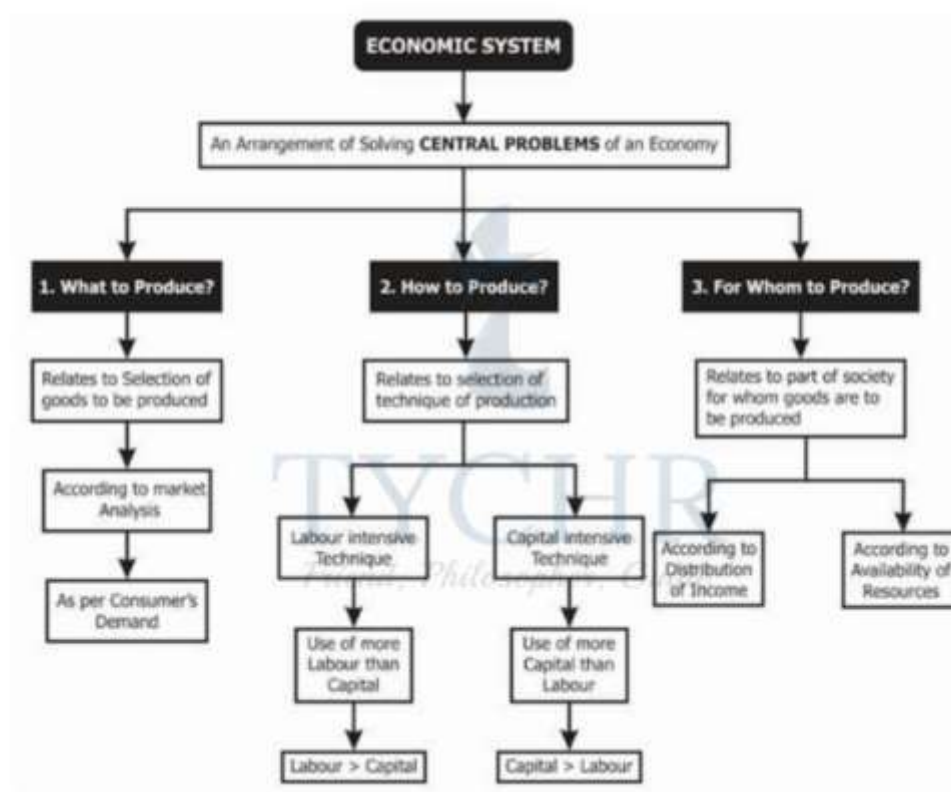 ECONOMIC SYSTEM
An Arrangement of Solving CENTRAL PROBLEMS of an Economy
1. What to Produce?
2. How to Produce?
3. For Whom to Produce?
Relates to Selection of
goods to be produced
Relates to selection of
technique of production
Relates to part of society
for whom goods are to
be produced
According to market
Analysis
As per Consumer's
Demand
Labour intensive
Technique
Capital intensive
Technique
According to
Distribution
of Income
According to
Availability of
Resources
Use of more
Labour than
Capital
Use of more
Capital than
Labour
Labour > Capital
Capital > Labour
TYCHR
Philosopher,